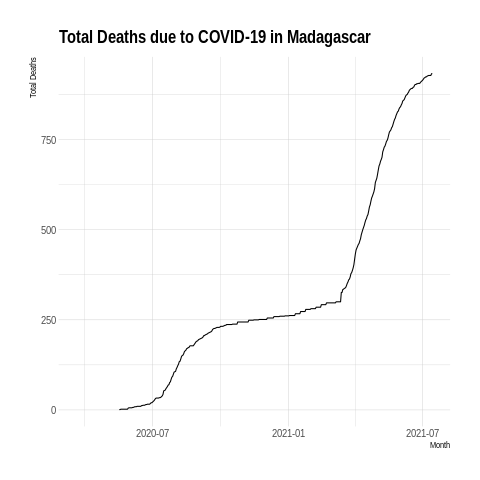 Total Deaths due to COVID-19 in Madagascar
Total Deaths
750
500
250
0
2020-07
2021-01
2021-07
Month